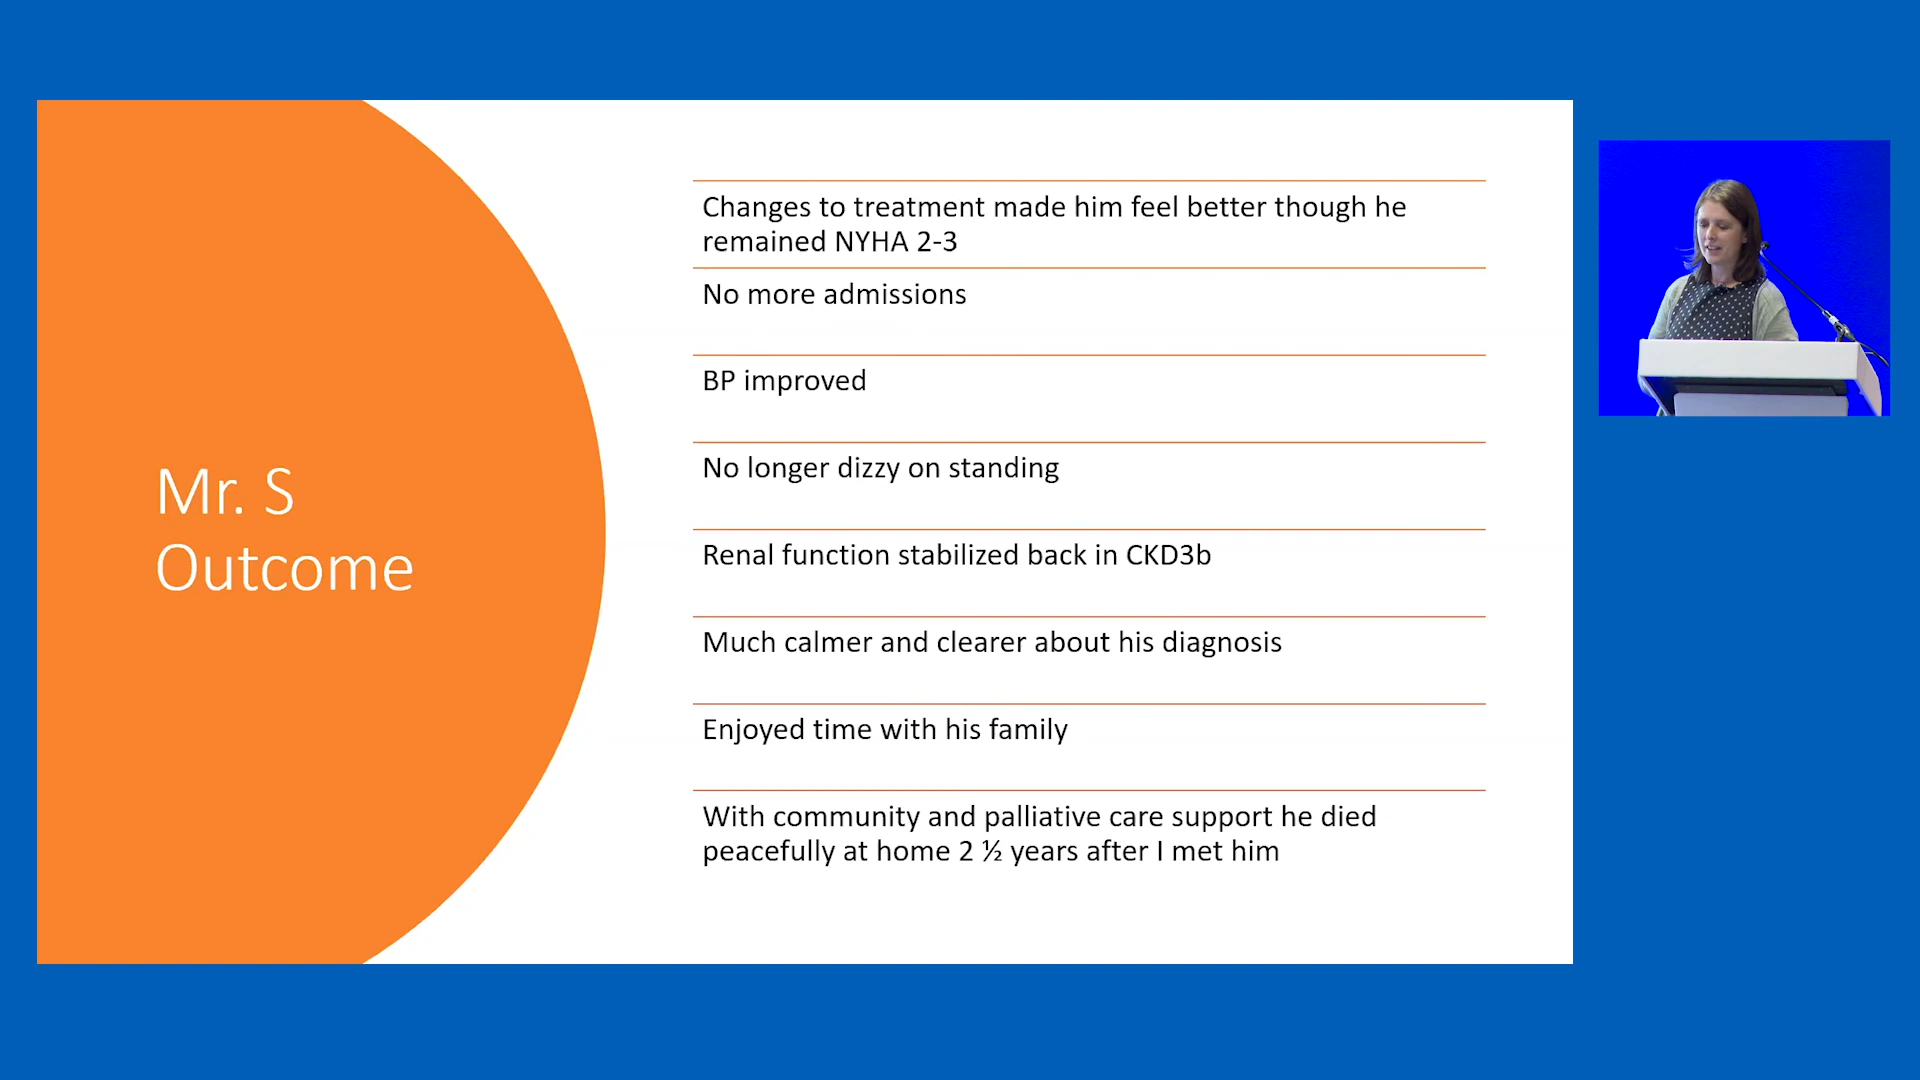 Mr. S
Outcome
Changes to treatment made him feel better though he
remained NYHA 2-3
No more admissions
BP improved
No longer dizzy on standing
Renal function stabilized back in CKD3b
Much calmer and clearer about his diagnosis
Enjoyed time with his family
With community and palliative care support he died
peacefully at home 2 ½ years after I met him